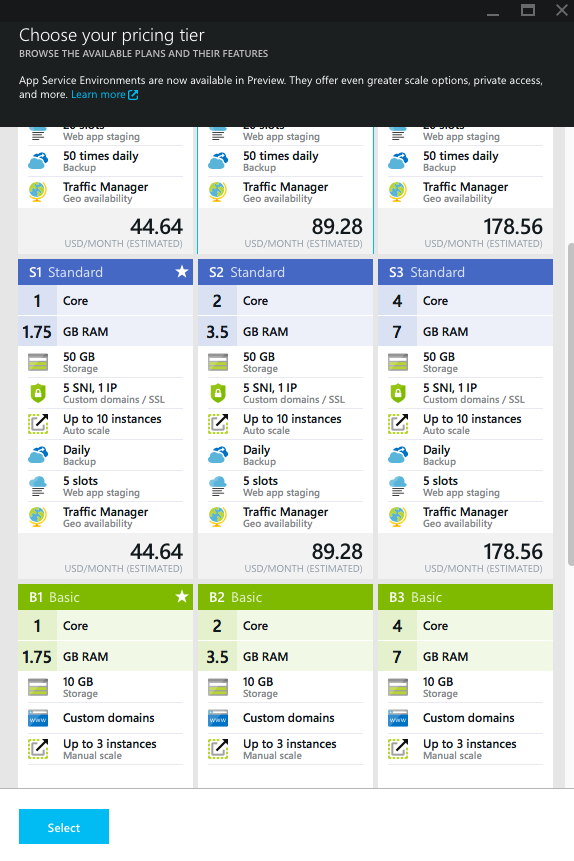 Choose your pricing tier
BROWSE THE AVAILABLE PLANS AND THEIR FEATURES
App Service Environments are now available in Preview. They offer even greater scale options, private access,
and more. Learn more
20 slots 20 slots 20 slots
Web app staging Web app staging Web app staging
50 times daily 50 times daily 50 times daily
Backup Backup Backup
Traffic Manager Traffic Manager Traffic Manager
Geo availability Geo availability Geo availability
44.64 89.28 178.56
USD/MONTH (ESTIMATED) USD/MONTH (ESTIMATED) USD/MONTH (ESTIMATED)
S1 Standard S2 Standard S3 Standard
1 Core 2 Core 4 Core
1.75 GB RAM 3.5 GB RAM 7 GB RAM
50 GB 50 GB 50 GB
Storage Storage Storage
5 SNI, 1 IP 5 SNI, 1 IP 5 SNI, 1 IP
Custom domains / SSL Custom domains / SSL Custom domains / SSL
Up to 10 instances Up to 10 instances Up to 10 instances
Auto scale Auto scale Auto scale
Daily Daily Daily
Backup Backup Backup
5 slots 5 slots 5 slots
Web app staging Web app staging Web app staging
Traffic Manager Traffic Manager Traffic Manager
Geo availability Geo availability Geo availability
44.64 89.28 178.56
USD/MONTH (ESTIMATED) USD/MONTH (ESTIMATED) USD/MONTH (ESTIMATED)
B1 Basic B2 Basic B3 Basic
1 Core 2 Core 4 Core
1.75 GB RAM 3.5 GB RAM 7 GB RAM
10 GB 10 GB 10 GB
Storage Storage Storage
www Custom domains www Custom domains www Custom domains
Up to 3 instances Up to 3 instances Up to 3 instances
Manual scale Manual scale Manual scale
Select